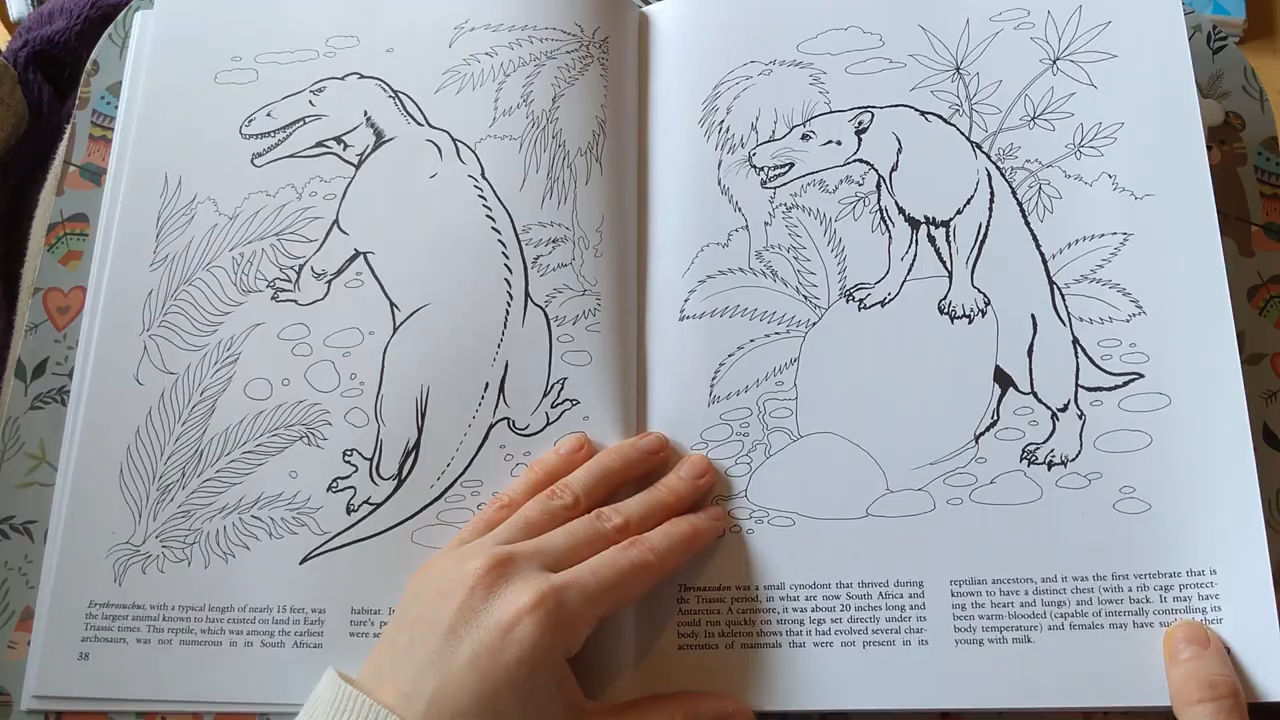 Erythrosuchus, with a typical length of nearly 15 feet, was
the largest animal known to have existed on land in Early
Triassic times. This reptile, which was among the earliest
archosaurs, was not numerous in its South African
habitat. It
ture's po
were se
38
Thrinaxodon was a small cynodont that thrived during
the Triassic period, in what are now South Africa and
Antarctica. A carnivore, it was about 20 inches long and
could run quickly on strong legs set directly under its
body. Its skeleton shows that it had evolved several char-
acteristics of mammals that were not present in its
reptilian ancestors, and it was the first vertebrate that is
known to have a distinct chest (with a rib cage protect-
ing the heart and lungs) and lower back. It may have
been warm-blooded (capable of internally controlling its
body temperature) and females may have suckled their
young with milk.